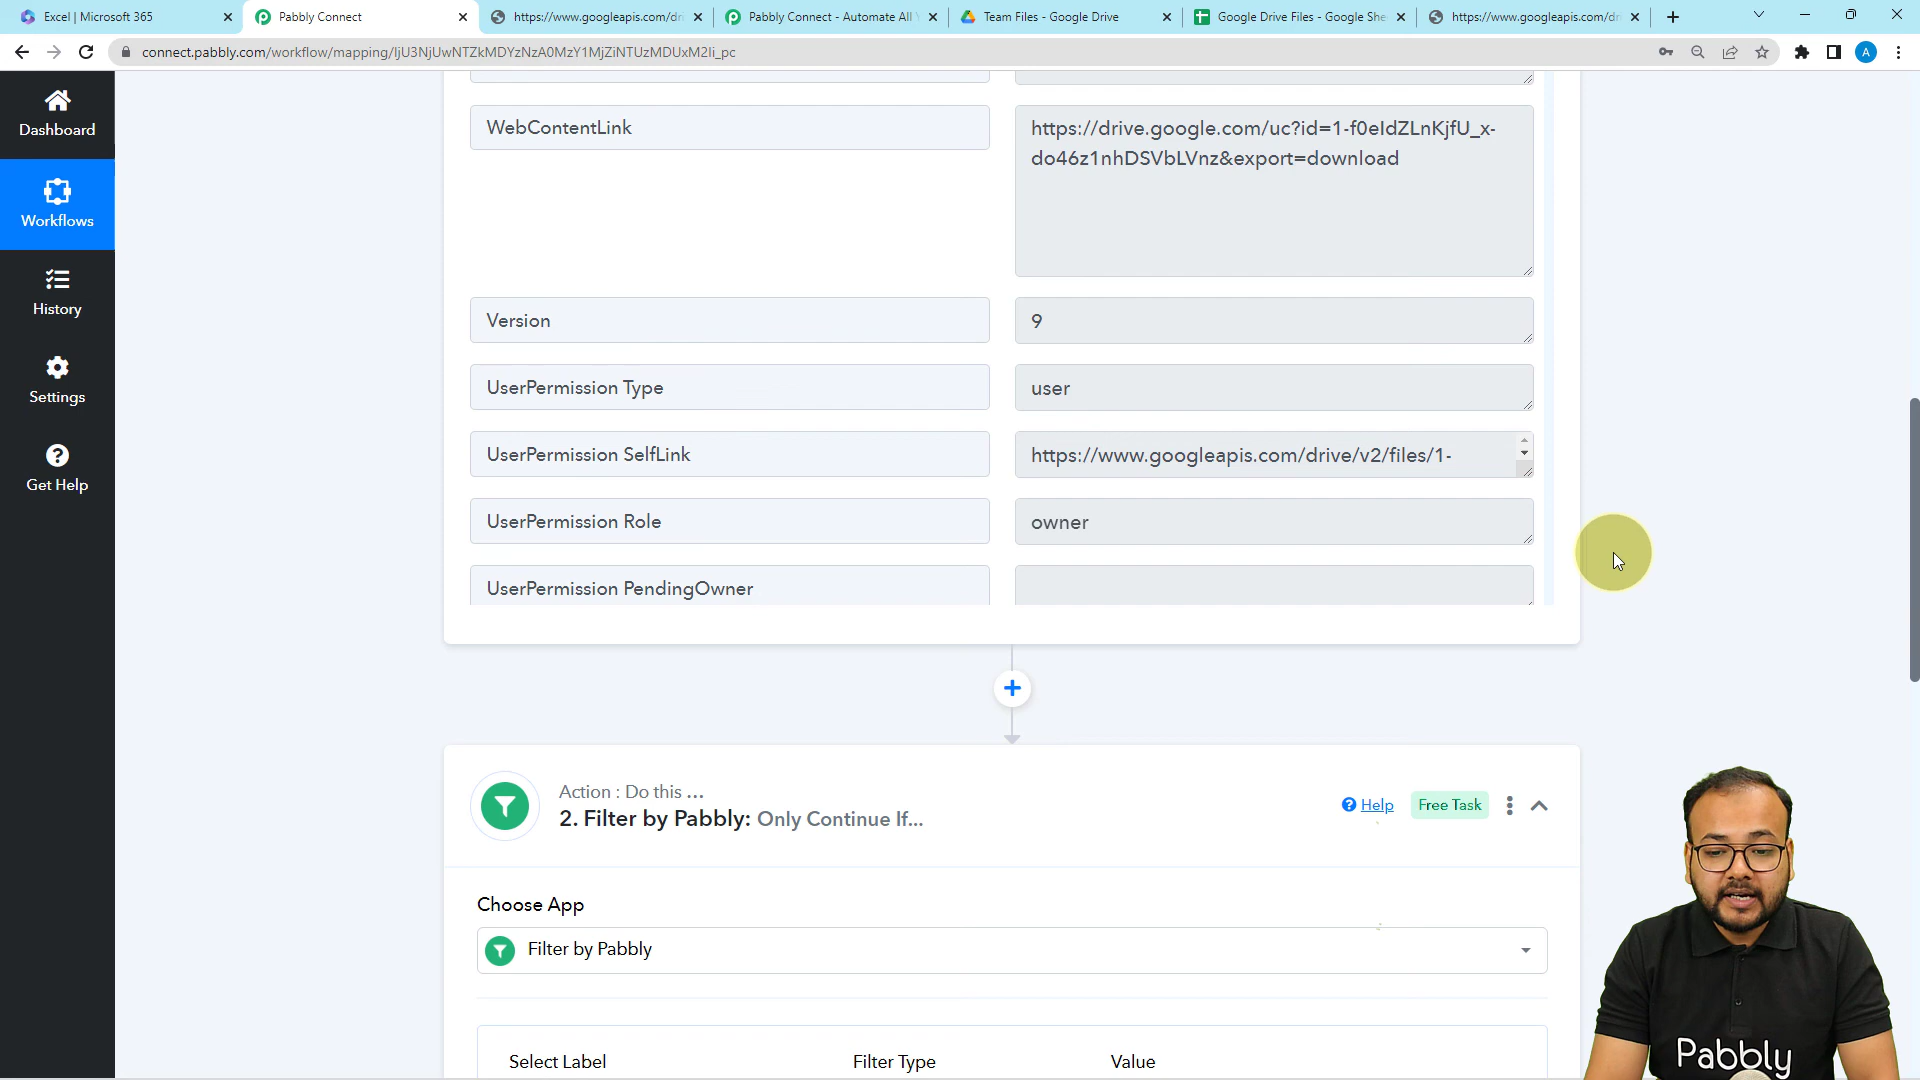 Excel | Microsoft 365
Pabbly Connect
https://www.googleapis.com/dri
Pabbly Connect - Automate All Y
Team Files - Google Drive
Google Drive Files - Google She
https://www.googleapis.com/dri
connect.pabbly.com/workflow/mapping/
A
Dashboard
Workflows
History
Settings
Get Help
WebContentLink
https://drive.google.com/uc?id=1-f0eIdZLnKjfU_x-
do46z1nhDSVbLVnz&export=download
Version
9
UserPermission Type
user
UserPermission SelfLink
https://www.googleapis.com/drive/v2/files/1-
UserPermission Role
owner
UserPermission PendingOwner
Action : Do this ...
2. Filter by Pabbly: Only Continue If...
Help
Free Task
Choose App
Filter by Pabbly
Select Label
Filter Type
Value
Pabbly